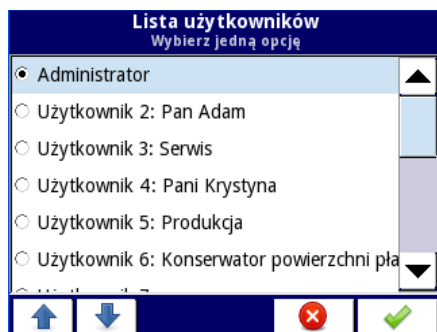 Lista użytkowników
Wybierz jedną opcję
Administrator
Użytkownik 2: Pan Adam
Użytkownik 3: Serwis
Użytkownik 4: Pani Krystyna
Użytkownik 5: Produkcja
Użytkownik 6: Konserwator powierzchni pła